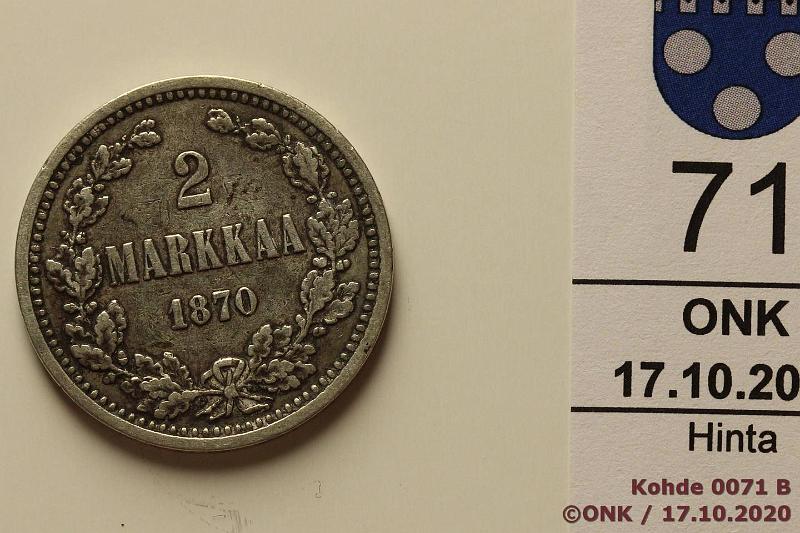 2
MARKKAA
1870
71
ONK
17.10.20
Hinta
Kohde 0071 B
©ONK / 17.10.2020